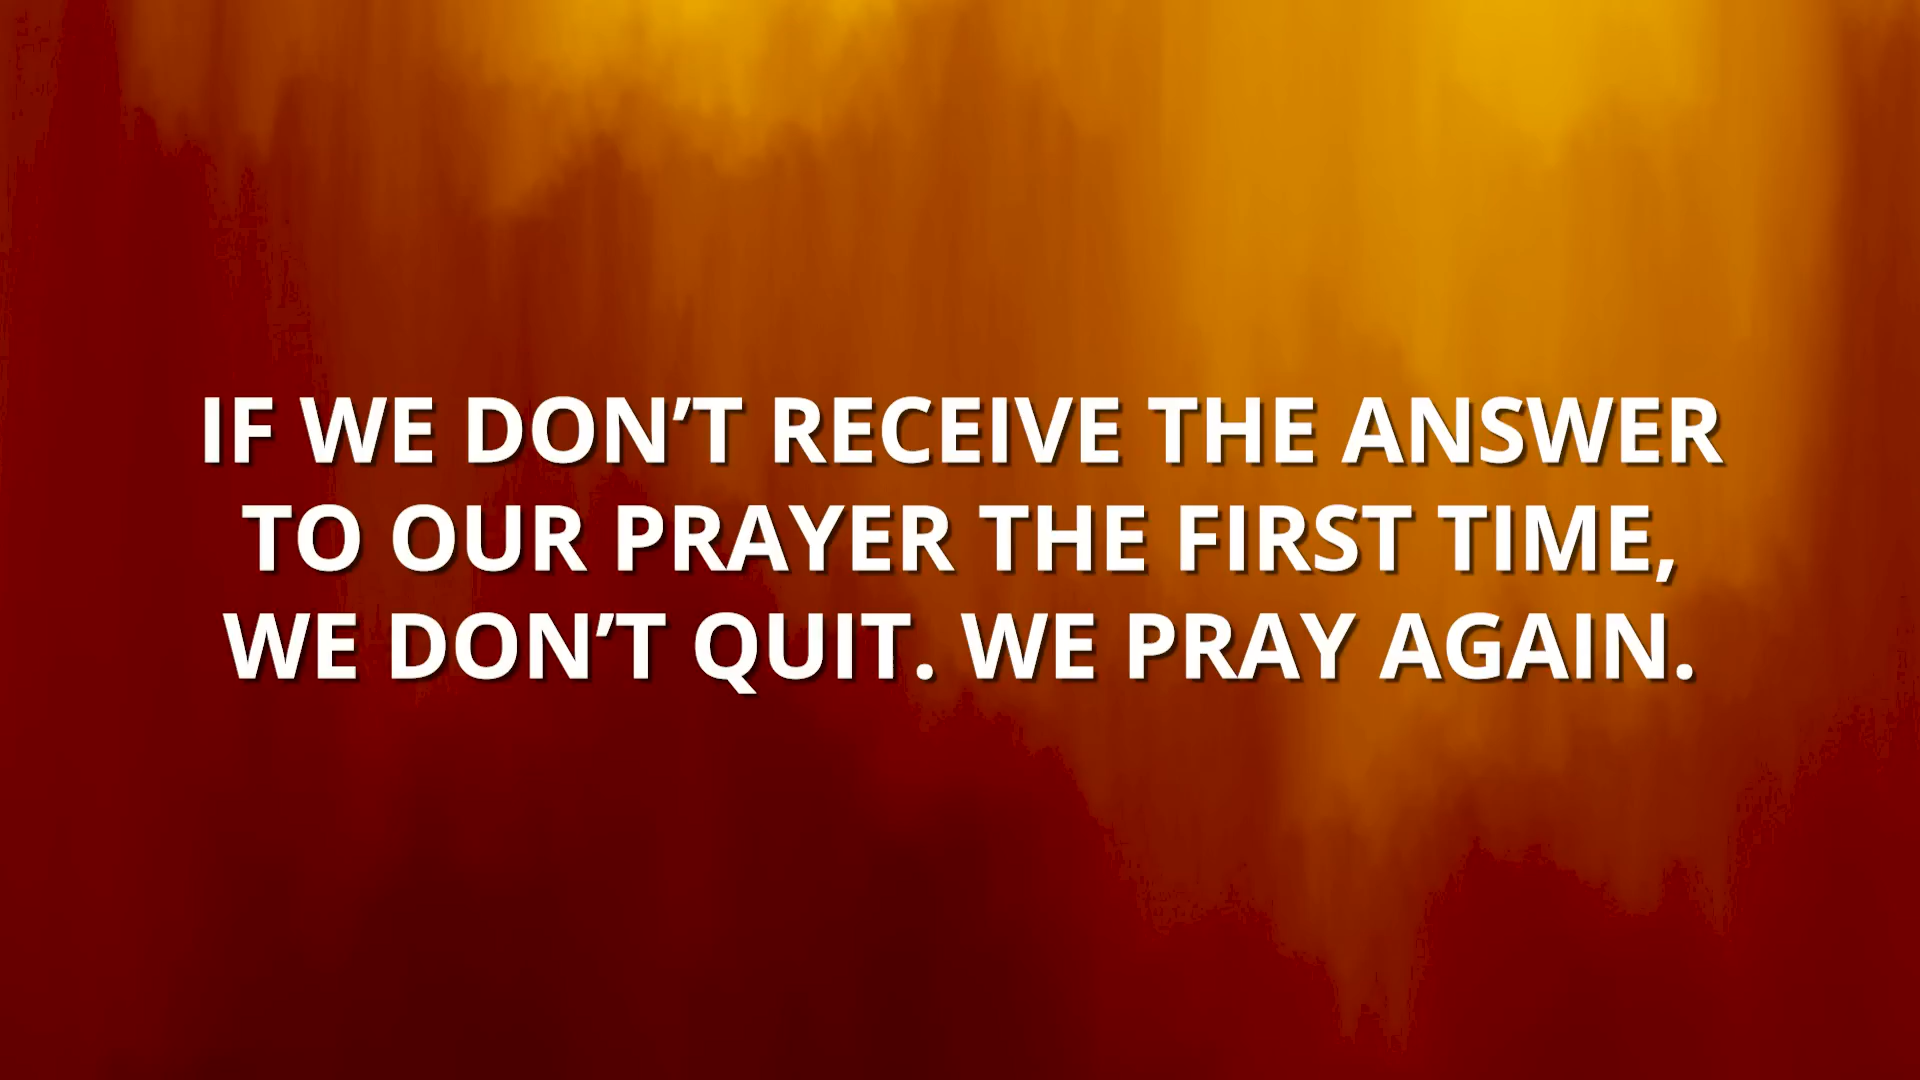 IF WE DON’T RECEIVE THE ANSWER
TO OUR PRAYER THE FIRST TIME,
WE DON’T QUIT. WE PRAY AGAIN.